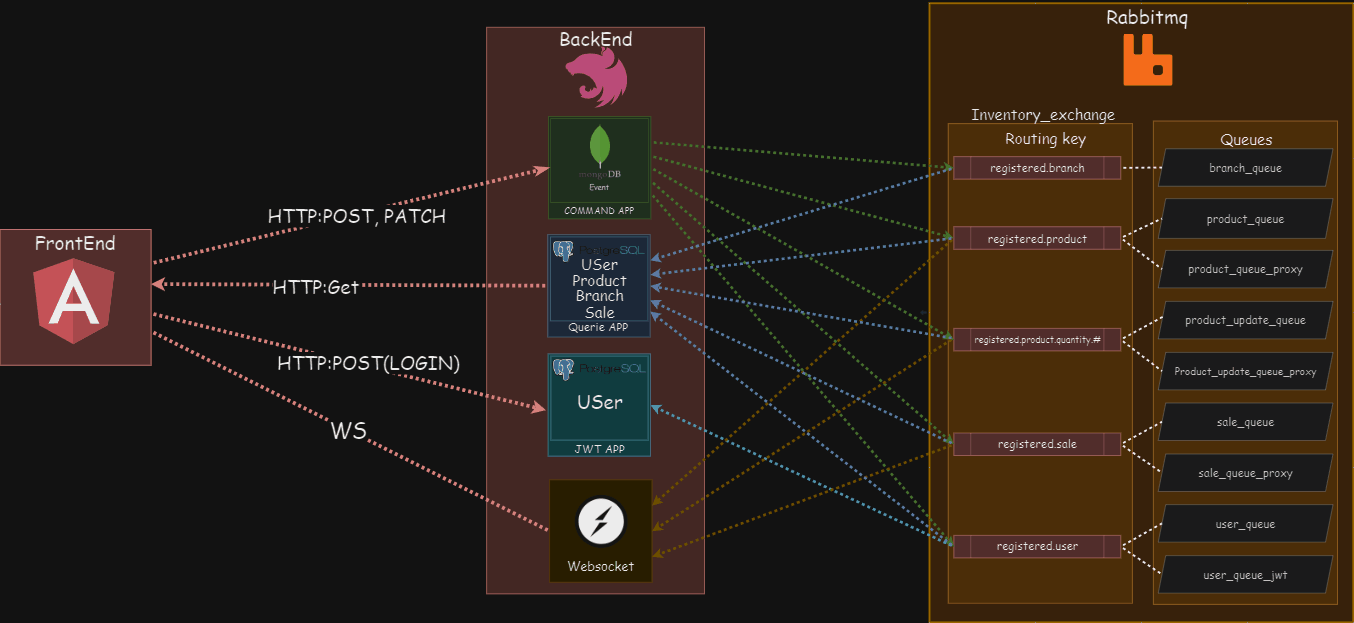 FrontEnd
A
HTTP:POST, PATCH
HTTP:Get
HTTP:POST(LOGIN)
WS
BackEnd
mongoDB
Event
COMMAND APP
PostgreSQL
USer
Product
Branch
Sale
Querie APP
PostgreSQL
USer
JWT APP
Websocket
Rabbitmq
Inventory_exchange
Routing key
registered.branch
registered.product
registered.product.quantity.#
registered.sale
registered.user
Queues
branch_queue
product_queue
product_queue_proxy
product_update_queue
Product_update_queue_proxy
sale_queue
sale_queue_proxy
user_queue
user_queue_jwt